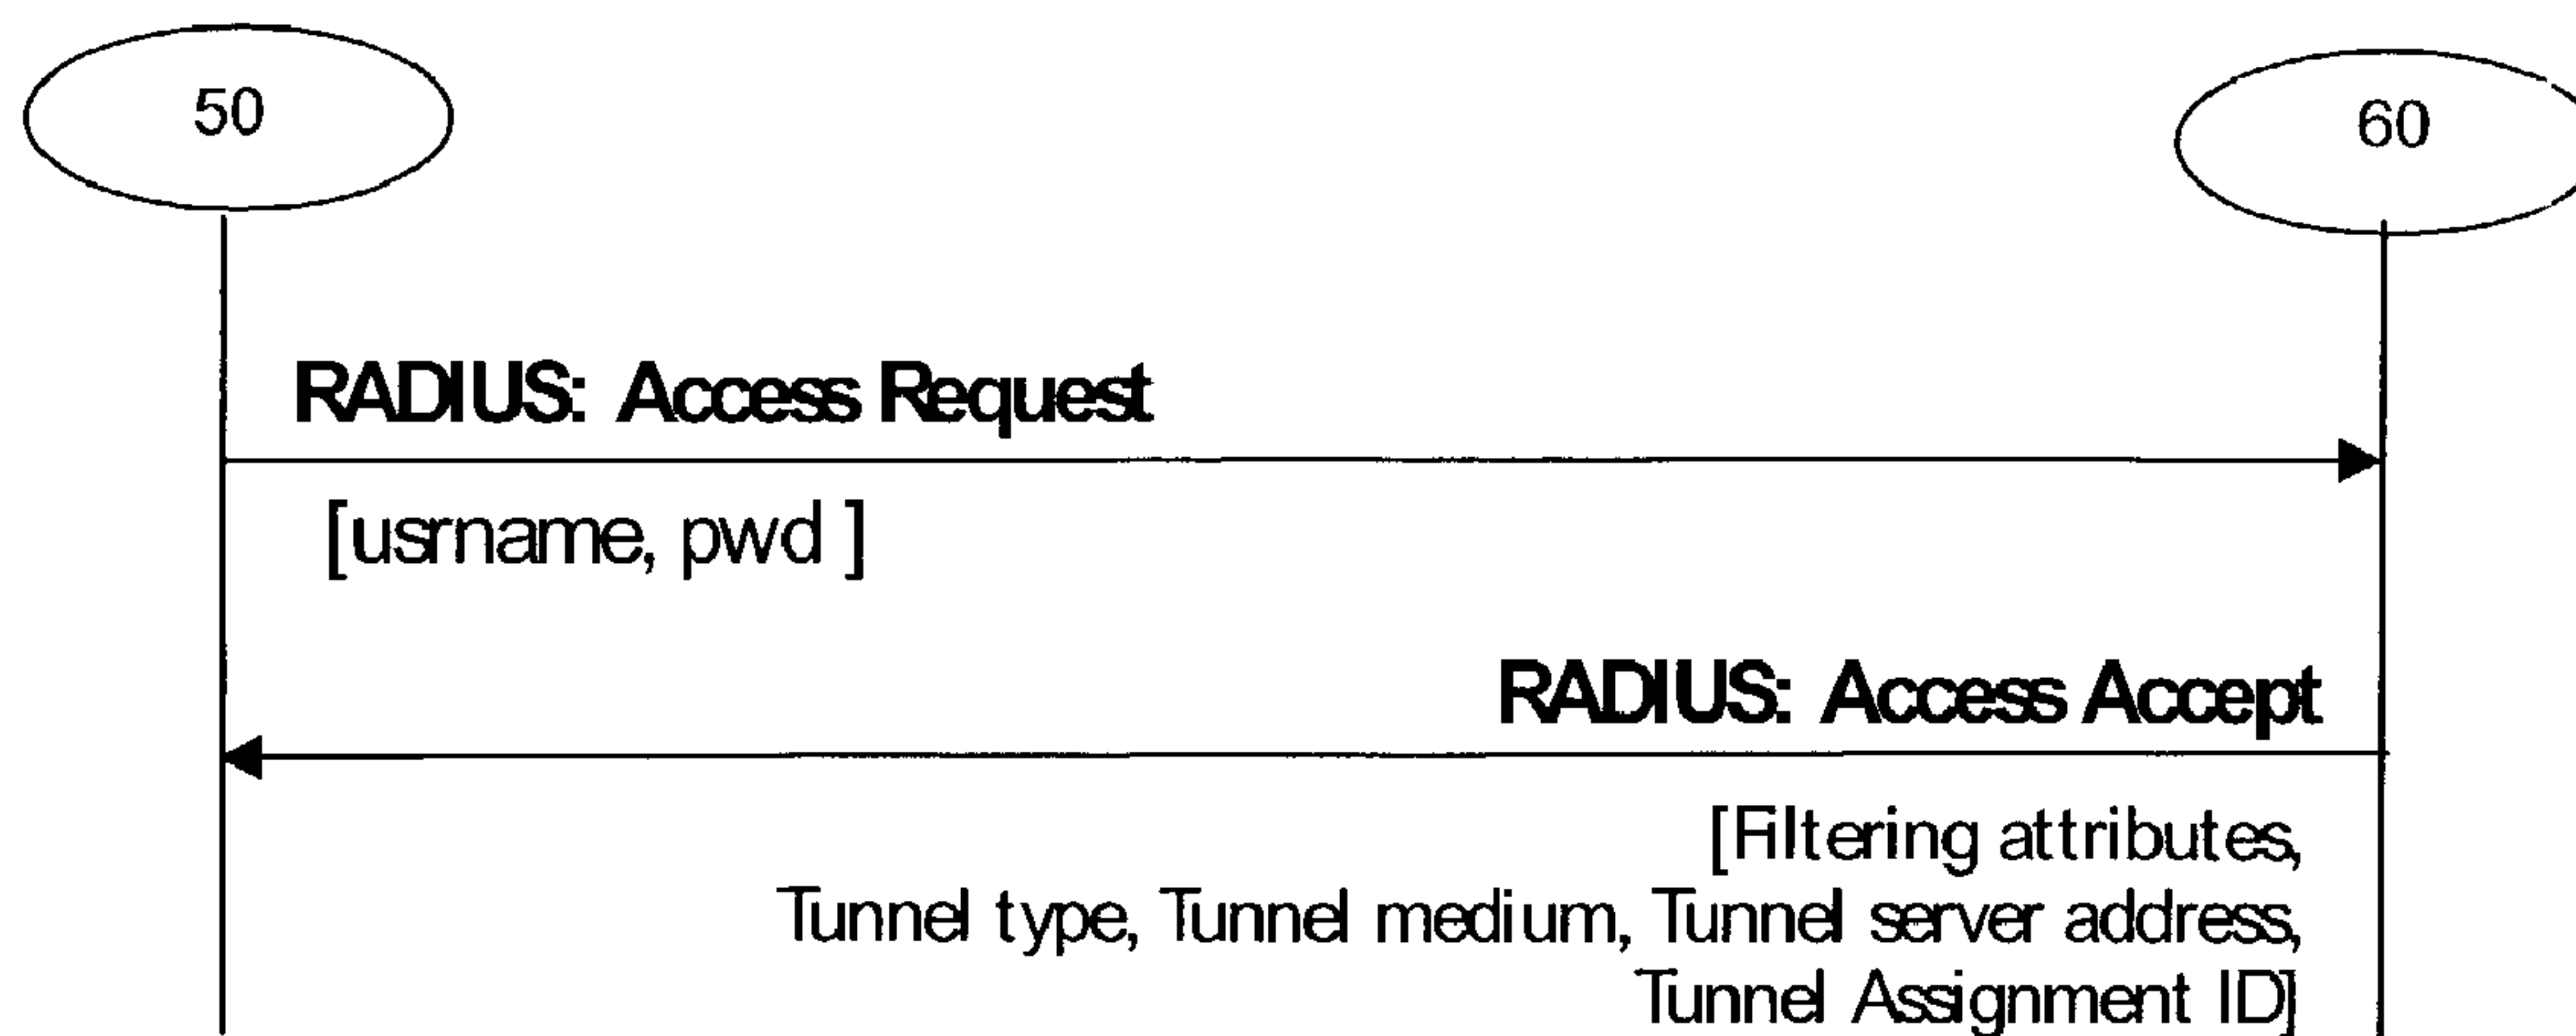 50
60
RADIUS: Access Request
[usrname, pwd ]
RADIUS: Access Accept
[Filtering attributes,
Tunnel type, Tunnel medium, Tunnel server address,
Tunnel Assignment ID]